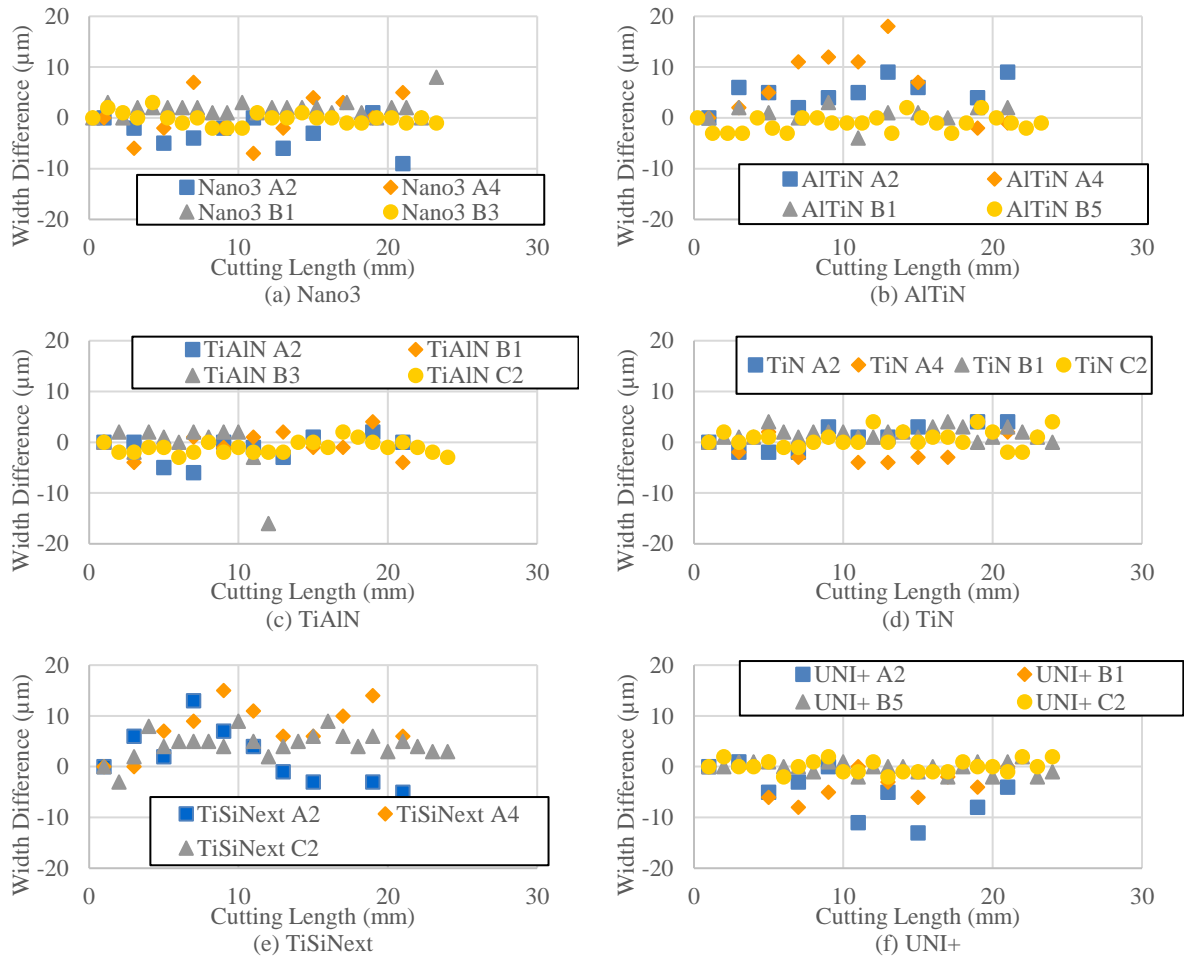 20
10
0
-10
-20
Width Difference (µm)
Nano3 A2 Nano3 A4
Nano3 B1 Nano3 B3
0 10 20 30
Cutting Length (mm)
(a) Nano3
20
10
0
-10
-20
Width Difference (µm)
AlTiN A2 AlTiN A4
AlTiN B1 AlTiN B5
0 10 20 30
Cutting Length (mm)
(b) AlTiN
20
10
0
-10
-20
Width Difference (µm)
TiAlN A2 TiAlN B1
TiAlN B3 TiAlN C2
0 10 20 30
Cutting Length (mm)
(c) TiAlN
20
10
0
-10
-20
Width Difference (µm)
TiN A2 TiN A4 TiN B1 TiN C2
0 10 20 30
Cutting Length (mm)
(d) TiN
20
10
0
-10
-20
Width Difference (µm)
TiSiNext A2 TiSiNext A4
TiSiNext C2
0 10 20 30
Cutting Length (mm)
(e) TiSiNext
20
10
0
-10
-20
Width Difference (µm)
UNI+ A2 UNI+ B1
UNI+ B5 UNI+ C2
0 10 20 30
Cutting Length (mm)
(f) UNI+